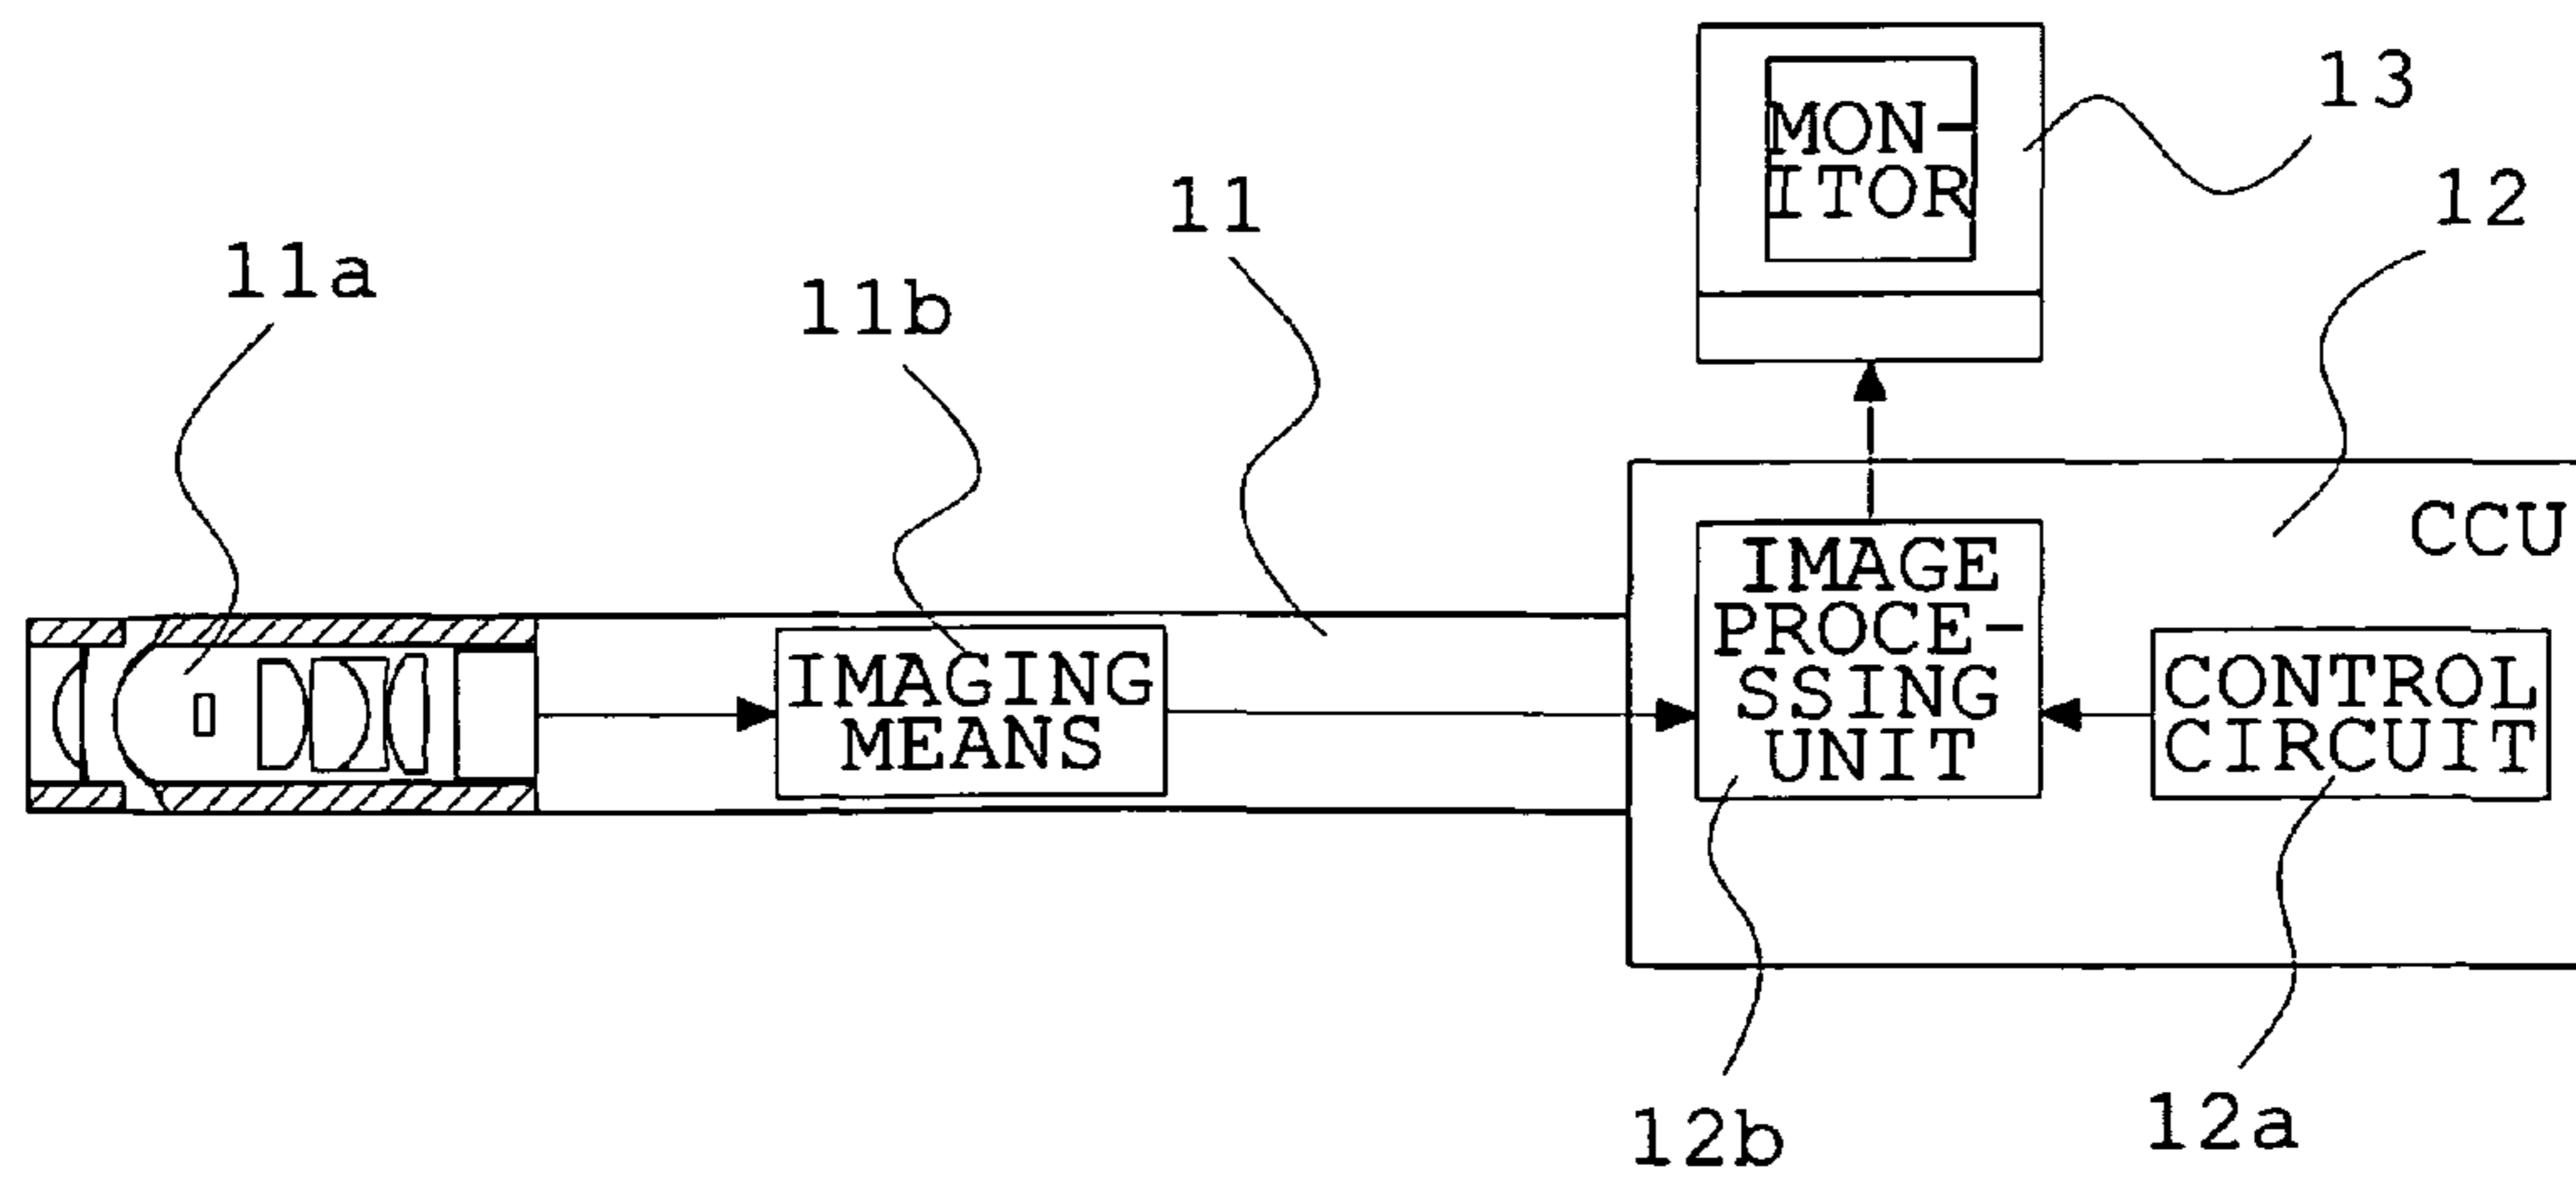 13
MON-
ITOR
12
11
11a
11b
CCU
IMAGE
PROCE-
SSING
UNIT
IMAGING
MEANS
CONTROL
CIRCUIT
12b
12a